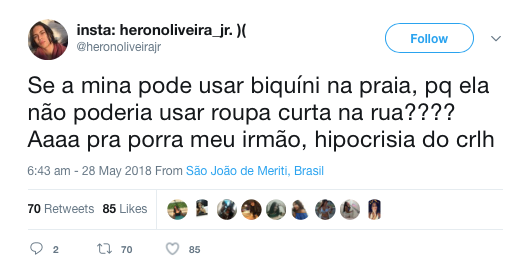 insta: heronoliveira_jr. )(
@heronoliveirajr
Follow
Se a mina pode usar biquíni na praia, pq ela
não poderia usar roupa curta na rua????
Aaaa pra porra meu irmão, hipocrisia do crlh
6:43 am - 28 May 2018 From São João de Meriti, Brasil
70 Retweets 85 Likes
2 70 85